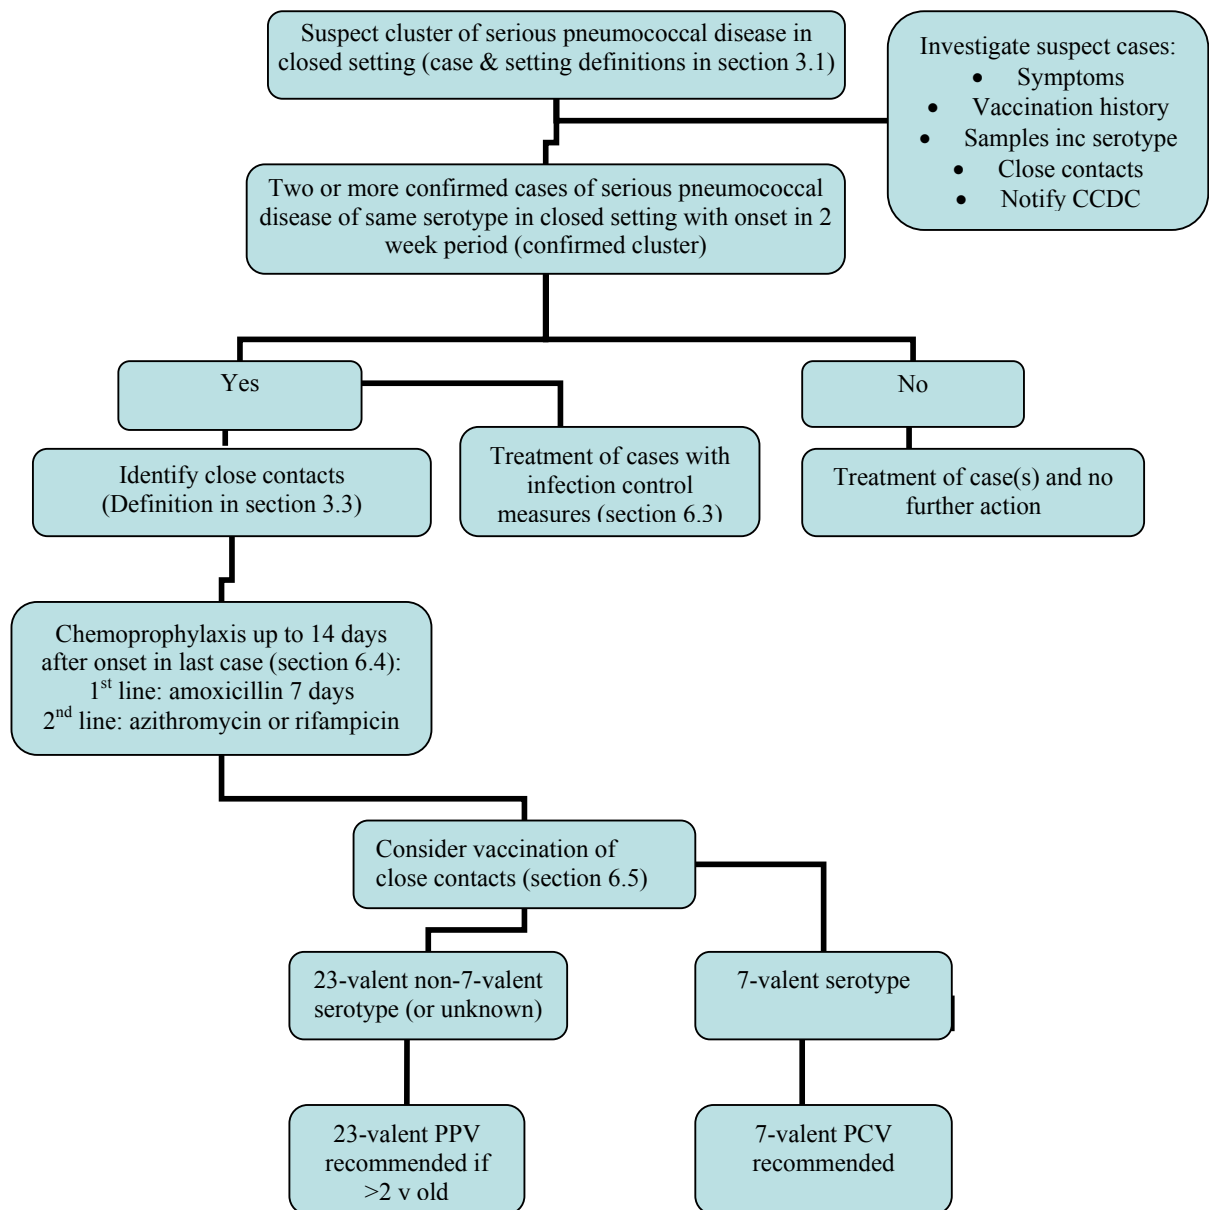 Suspect cluster of serious pneumococcal disease in
closed setting (case & setting definitions in section 3.1)
Investigate suspect cases:
• Symptoms
• Vaccination history
• Samples inc serotype
• Close contacts
• Notify CCDC
Two or more confirmed cases of serious pneumococcal
disease of same serotype in closed setting with onset in 2
week period (confirmed cluster)
Yes
No
Identify close contacts
(Definition in section 3.3)
Treatment of cases with
infection control
measures (section 6.3)
Treatment of case(s) and no
further action
Chemoprophylaxis up to 14 days
after onset in last case (section 6.4):
1st line: amoxicillin 7 days
2nd line: azithromycin or rifampicin
Consider vaccination of
close contacts (section 6.5)
23-valent non-7-valent
serotype (or unknown)
7-valent serotype
23-valent PPV
recommended if
>2 y old
7-valent PCV
recommended